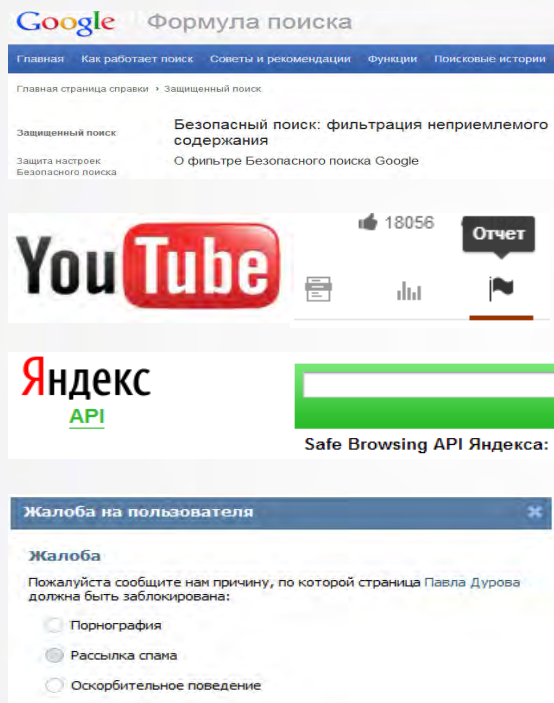 Google Формула поиска
Главная Как работает поиск Советы и рекомендации Функции Поисковые истории
Главная страница справки › Защищенный поиск
Защищенный поиск
Защита настроек
Безопасного поиска
Безопасный поиск: фильтрация неприемлемого
содержания
О фильтре Безопасного поиска Google
YouTube
18056
Отчет
Яндекс
API
Safe Browsing API Яндекса:
Жалоба на пользователя
Жалоба
Пожалуйста сообщите нам причину, по которой страница Павла Дурова
должна быть заблокирована:
Порнография
Рассылка спама
Оскорбительное поведение